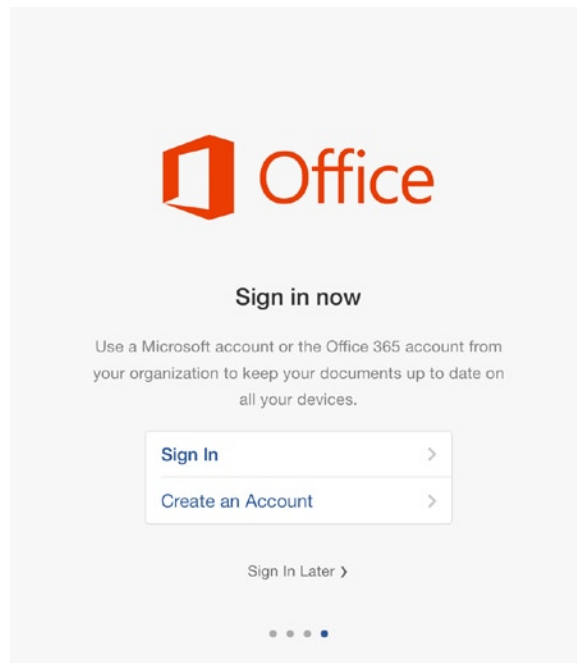 Office
Sign in now
Use a Microsoft account or the Office 365 account from
your organization to keep your documents up to date on
all your devices.
Sign In
Create an Account
Sign In Later